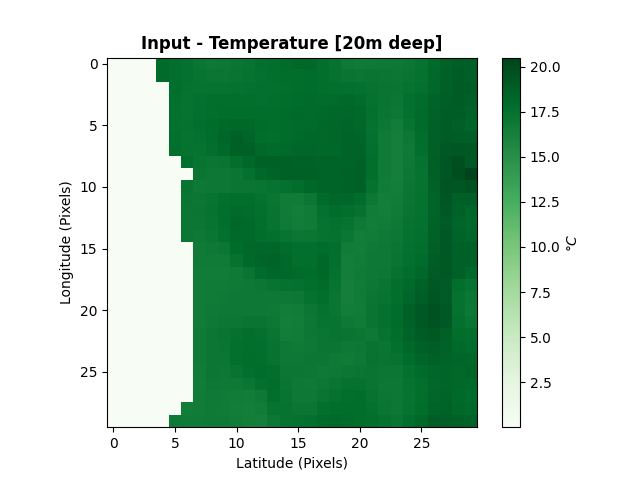 Input - Temperature [20m deep]
0
5
10
15
20
25
Longitude (Pixels)
0 5 10 15 20 25
Latitude (Pixels)
20.0
17.5
15.0
12.5
10.0
7.5
5.0
2.5
°C